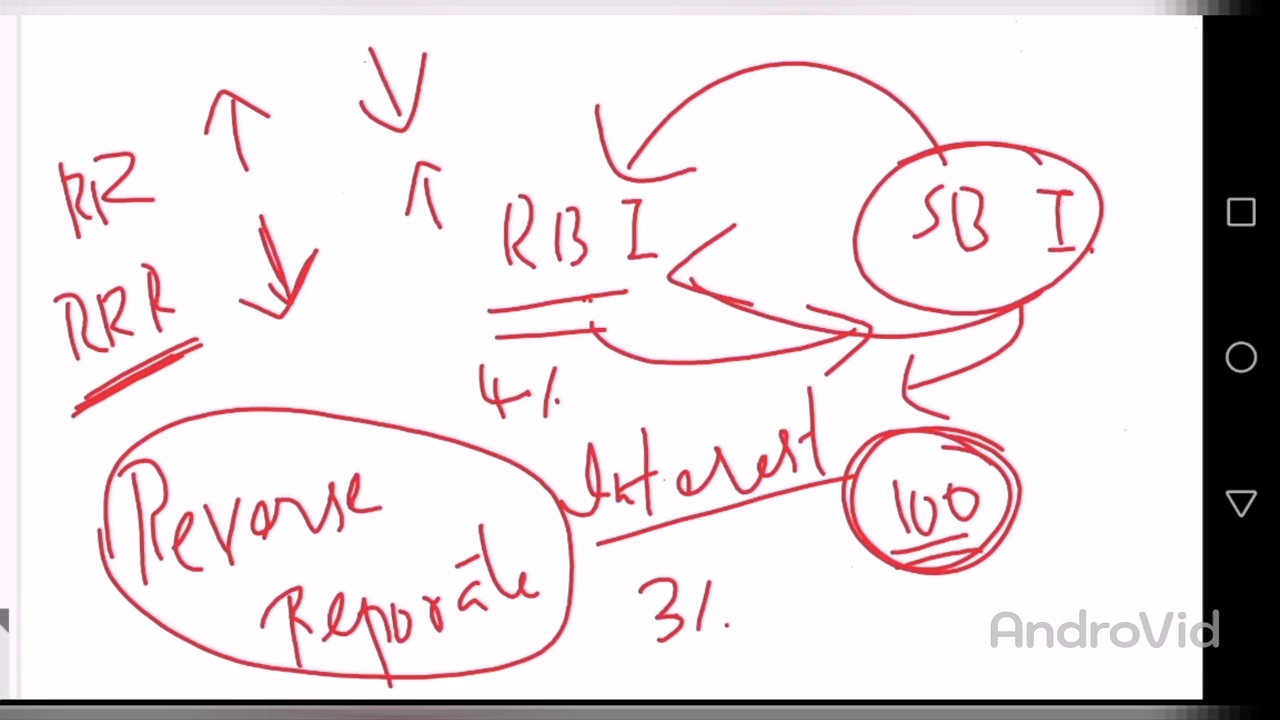 RR
RBI
SBI
RRR
4%
Interest
100
Reverse
Reporate
3%
AndroVid